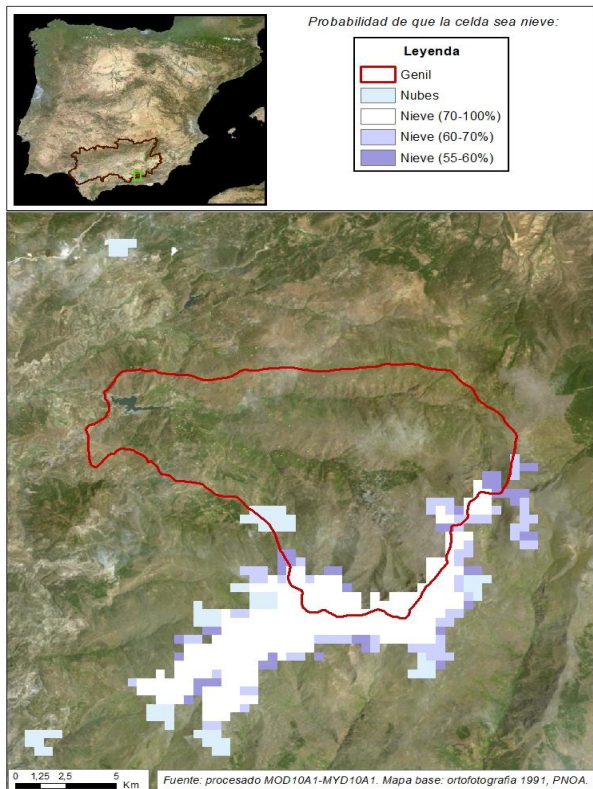 Probabilidad de que la celda sea nieve:
Leyenda
Genil
Nubes
Nieve (70-100%)
Nieve (60-70%)
Nieve (55-60%)
0 1,25 2,5 5
Km
Fuente: procesado MOD10A1-MYD10A1. Mapa base: ortofotografia 1991, PNOA.